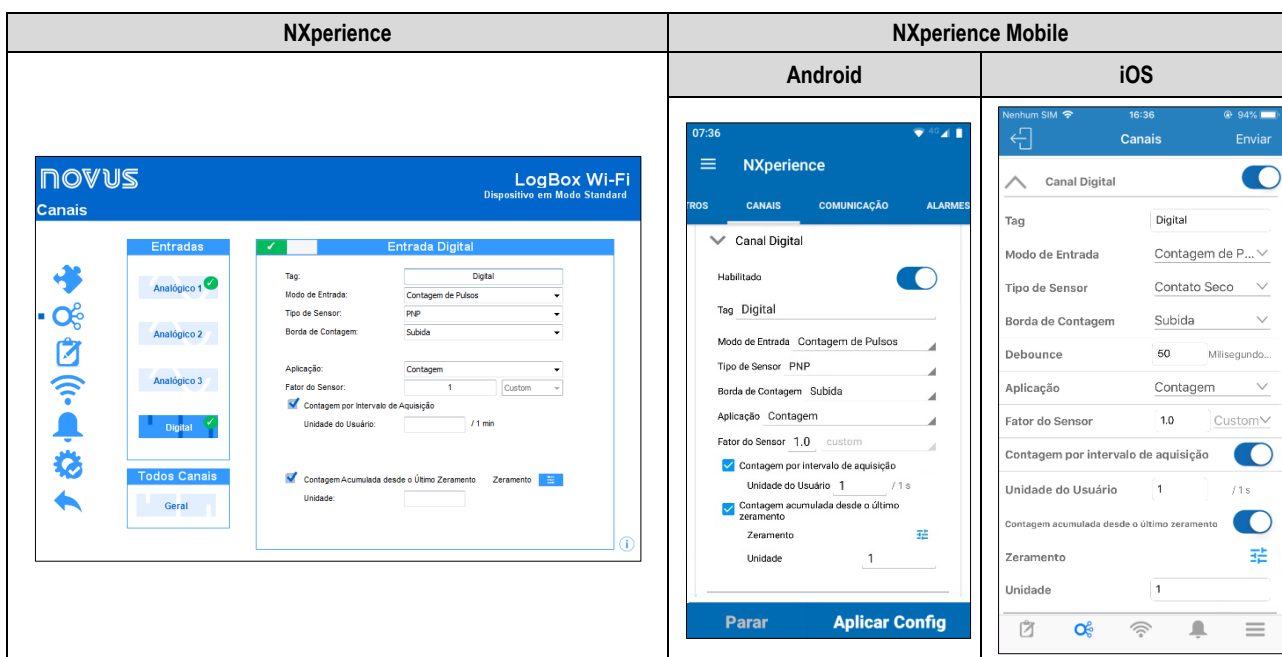 NXperience
NXperience Mobile
Android
iOS
NOVUS
LogBox Wi-Fi
Dispositivo em Modo Standard
Canais
Entradas
Analógico 1
Analógico 2
Analógico 3
Digital
Todos Canais
Geral
Entrada Digital
Tag: Digital
Modo de Entrada: Contagem de Pulsos
Tipo de Sensor: PNP
Borda de Contagem: Subida
Aplicação: Contagem
Fator do Sensor: 1 Custom
Contagem por Intervalo de Aquisição
Unidade do Usuário: / 1 min
Contagem Acumulada desde o Último Zeramento Zeramento
Unidade:
07:36 4G
NXperience
TROS CANAIS COMUNICAÇÃO ALARMES
Canal Digital
Habilitado
Tag Digital
Modo de Entrada Contagem de Pulsos
Tipo de Sensor PNP
Borda de Contagem Subida
Aplicação Contagem
Fator do Sensor 1.0 custom
Contagem por intervalo de aquisição
Unidade do Usuário 1 / 1 s
Contagem acumulada desde o último
zeramento
Zeramento
Unidade 1
Parar Aplicar Config
Nenhum SIM 16:36 94%
Canais Enviar
Canal Digital
Tag Digital
Modo de Entrada Contagem de P...
Tipo de Sensor Contato Seco
Borda de Contagem Subida
Debounce 50 Milisegundo...
Aplicação Contagem
Fator do Sensor 1.0 Custom
Contagem por intervalo de aquisição
Unidade do Usuário 1 / 1 s
Contagem acumulada desde o último zeramento
Zeramento
Unidade 1